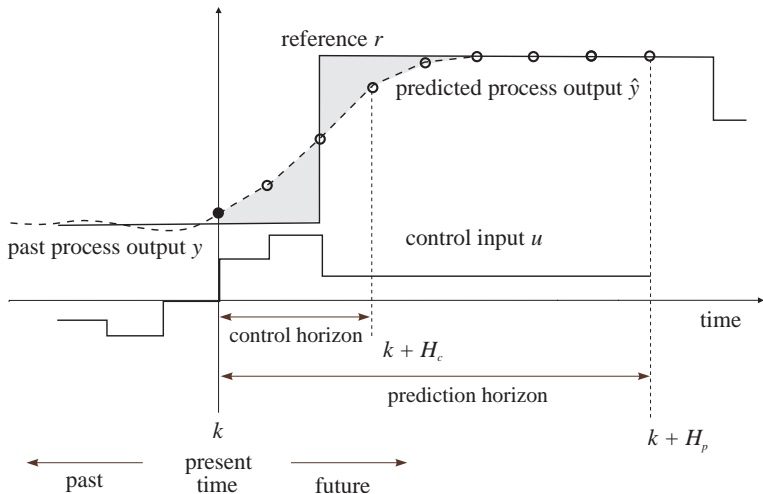 reference r
predicted process output ŷ
past process output y
control input u
time
control horizon
k + H_c
prediction horizon
k
k + H_p
present
time
past
future